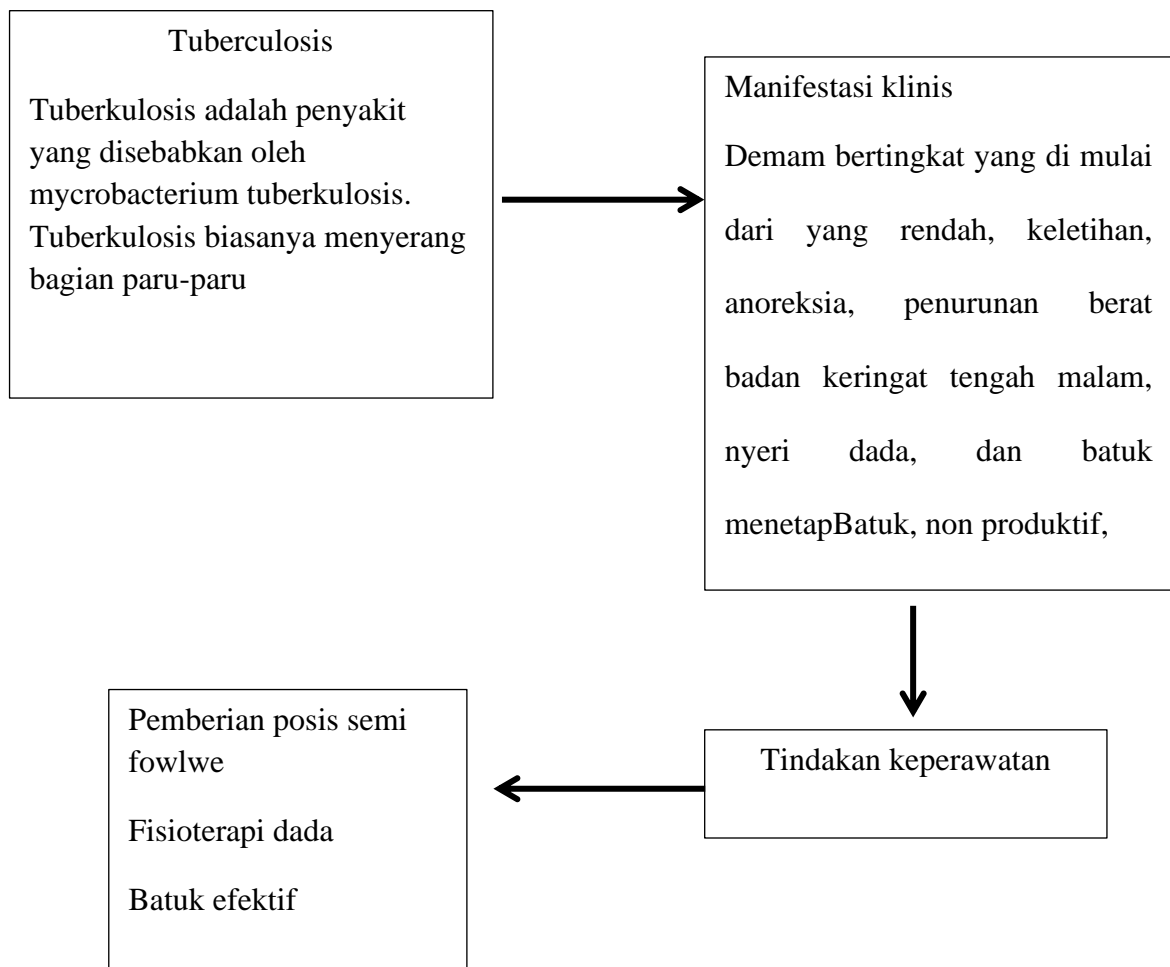 Tuberculosis
Tuberkulosis adalah penyakit
yang disebabkan oleh
mycrobacterium tuberkulosis.
Tuberkulosis biasanya menyerang
bagian paru-paru
Manifestasi klinis
Demam bertingkat yang di mulai
dari yang rendah, keletihan,
anoreksia, penurunan berat
badan keringat tengah malam,
nyeri dada, dan batuk
menetapBatuk, non produktif,
Tindakan keperawatan
Pemberian posis semi
fowlwe
Fisioterapi dada
Batuk efektif